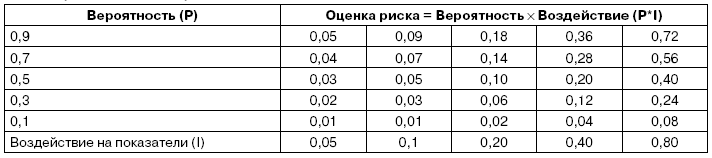 Вероятность (P) Оценка риска = Вероятность × Воздействие (P*I)
0,9 0,05 0,09 0,18 0,36 0,72
0,7 0,04 0,07 0,14 0,28 0,56
0,5 0,03 0,05 0,10 0,20 0,40
0,3 0,02 0,03 0,06 0,12 0,24
0,1 0,01 0,01 0,02 0,04 0,08
Воздействие на показатели (I) 0,05 0,1 0,20 0,40 0,80